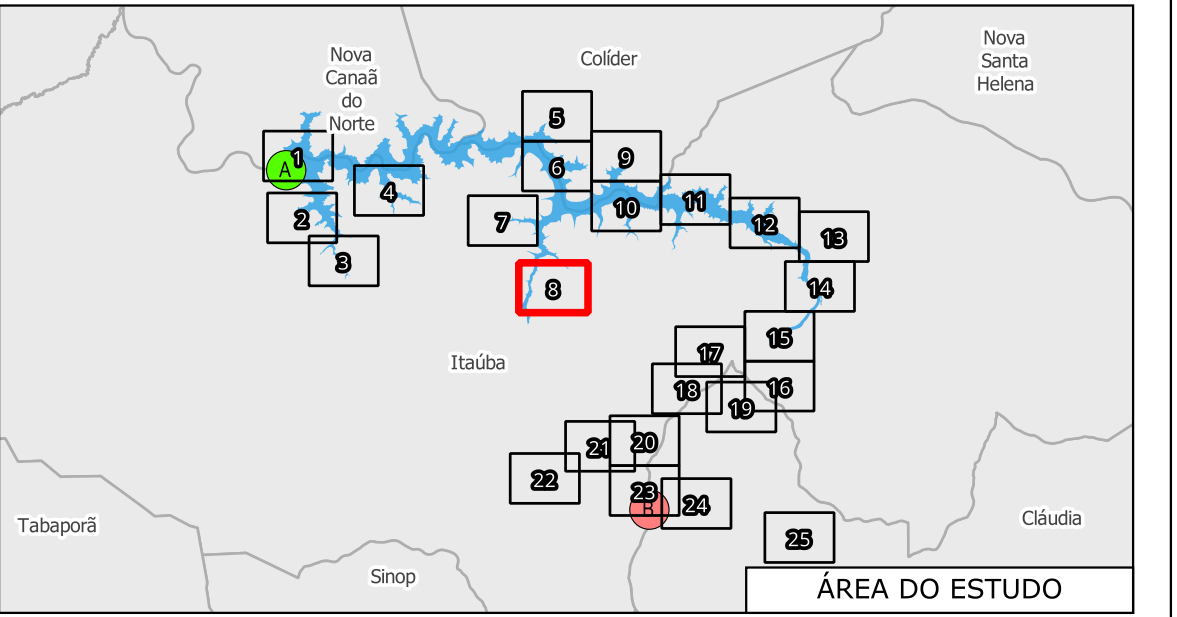 Nova
Canaã
do
Norte
Colíder
Nova
Santa
Helena
5
9
1
A
6
4
11
10
2
7
12
13
3
8
14
15
Itaúba
17
16
18
19
20
21
22
23
B
24
Tabaporã
25
Cláudia
Sinop
ÁREA DO ESTUDO